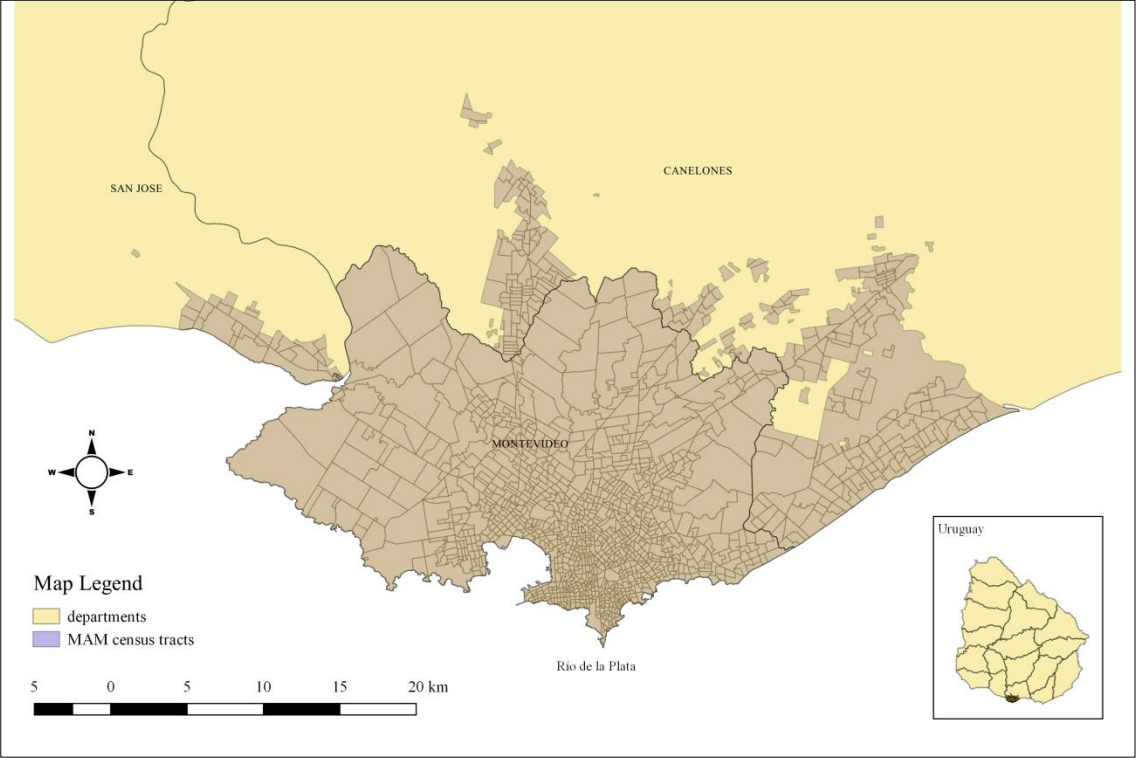 CANELONES
SAN JOSE
MONTEVIDEO
N
W E
S
Uruguay
Map Legend
departments
MAM census tracts
Río de la Plata
5 0 5 10 15 20 km